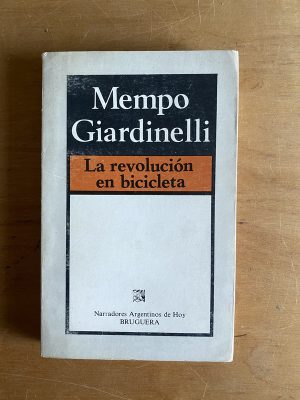 Mempo
Giardinelli
La revolución
en bicicleta
Narradores Argentinos de Hoy
BRUGUERA